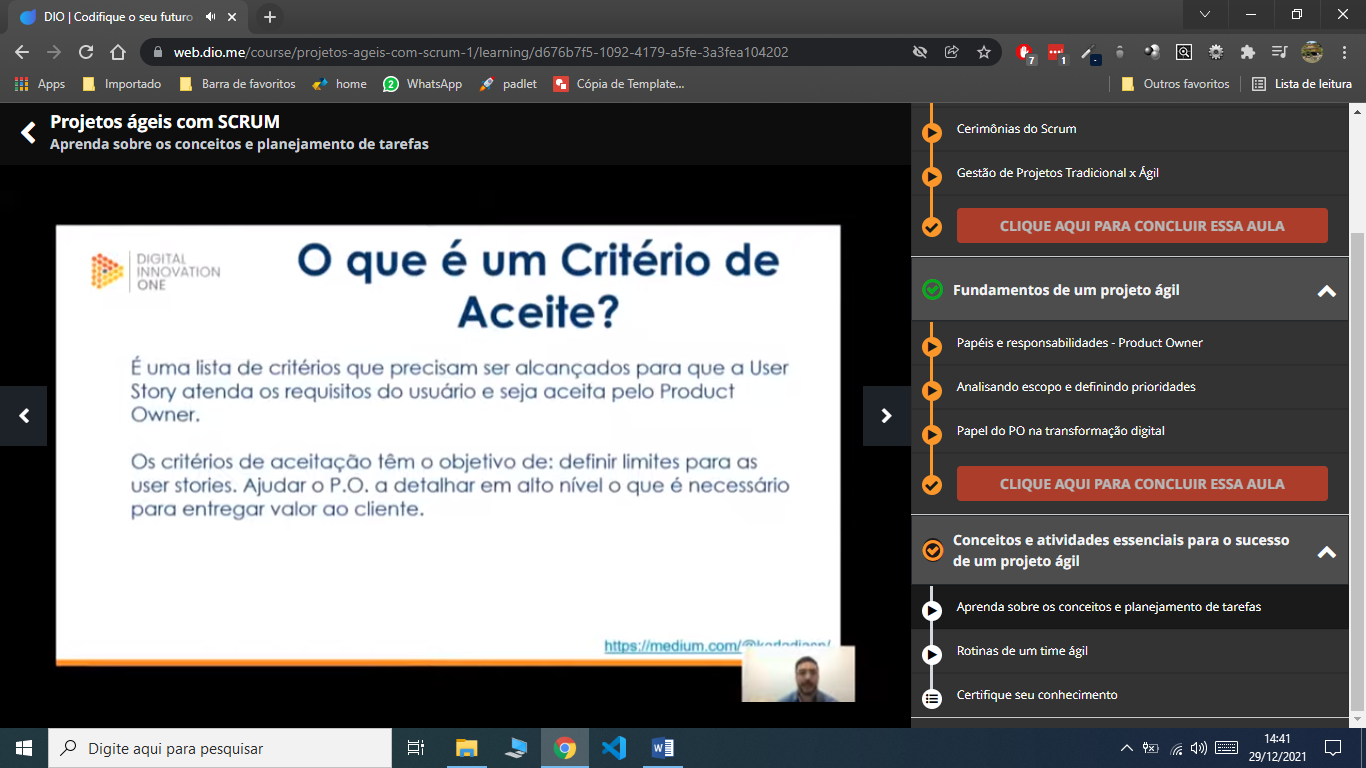 DIO | Codifique o seu futuro
web.dio.me/course/projetos-ageis-com-scrum-1/learning/d676b7f5-1092-4179-a5fe-3a3fea104202
7
1
Apps
Importado
Barra de favoritos
home
2
WhatsApp
padlet
Cópia de Template...
Outros favoritos
Lista de leitura
Projetos ágeis com SCRUM
Aprenda sobre os conceitos e planejamento de tarefas
DIGITAL
INNOVATION
ONE
O que é um Critério de
Aceite?
É uma lista de critérios que precisam ser alcançados para que a User
Story atenda os requisitos do usuário e seja aceita pelo Product
Owner.
Os critérios de aceitação têm o objetivo de: definir limites para as
user stories. Ajudar o P.O. a detalhar em alto nível o que é necessário
para entregar valor ao cliente.
Cerimônias do Scrum
Gestão de Projetos Tradicional x Ágil
CLIQUE AQUI PARA CONCLUIR ESSA AULA
Fundamentos de um projeto ágil
Papéis e responsabilidades - Product Owner
Analisando escopo e definindo prioridades
Papel do PO na transformação digital
CLIQUE AQUI PARA CONCLUIR ESSA AULA
Conceitos e atividades essenciais para o sucesso
de um projeto ágil
Aprenda sobre os conceitos e planejamento de tarefas
Rotinas de um time ágil
Certifique seu conhecimento
Digite aqui para pesquisar
14:41
29/12/2021